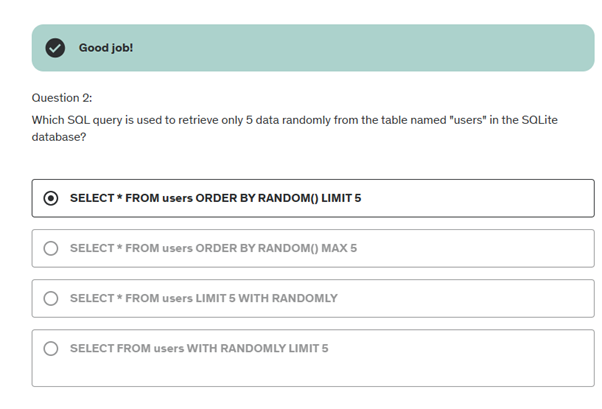 Good job!
Question 2:
Which SQL query is used to retrieve only 5 data randomly from the table named "users" in the SQLite
database?
SELECT * FROM users ORDER BY RANDOM() LIMIT 5
SELECT * FROM users ORDER BY RANDOM() MAX 5
SELECT * FROM users LIMIT 5 WITH RANDOMLY
SELECT FROM users WITH RANDOMLY LIMIT 5